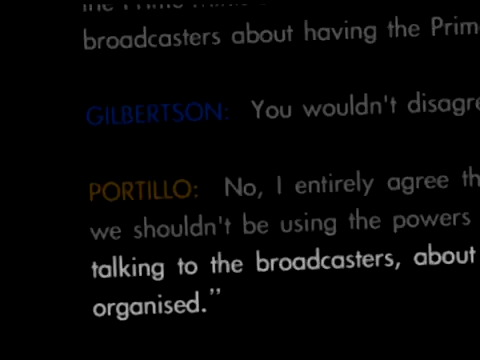 broadcasters about having the Prim
GILBERTSON: You wouldn't disagre
PORTILLO: No, I entirely agree th
we shouldn't be using the powers
talking to the broadcasters, about
organised.”